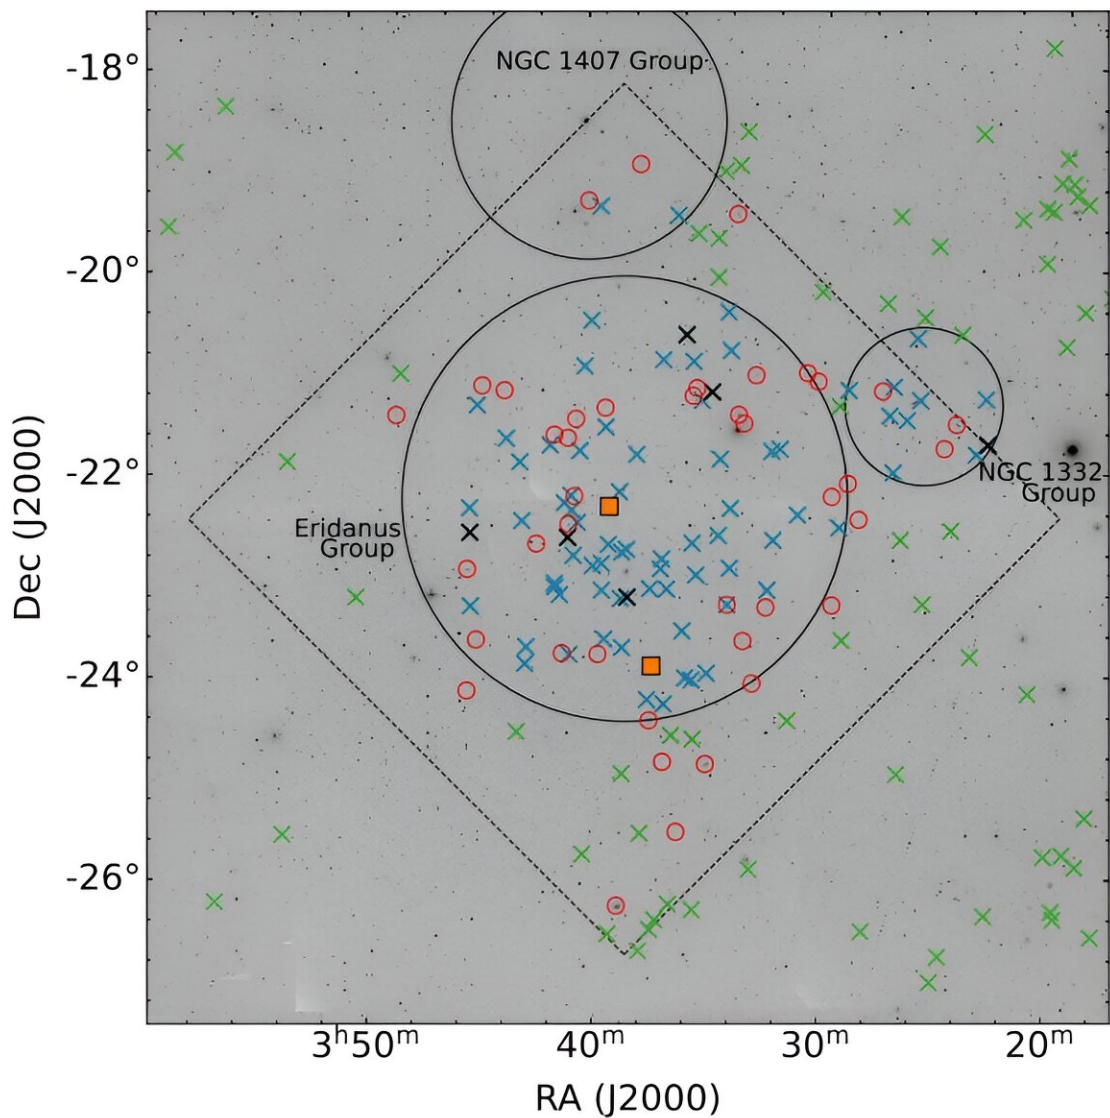 NGC 1407 Group
-18°
-20°
-22°
-24°
-26°
Dec (J2000)
NGC 1332
Group
Eridanus
Group
3ʰ50ᵐ
40ᵐ
30ᵐ
20ᵐ
RA (J2000)